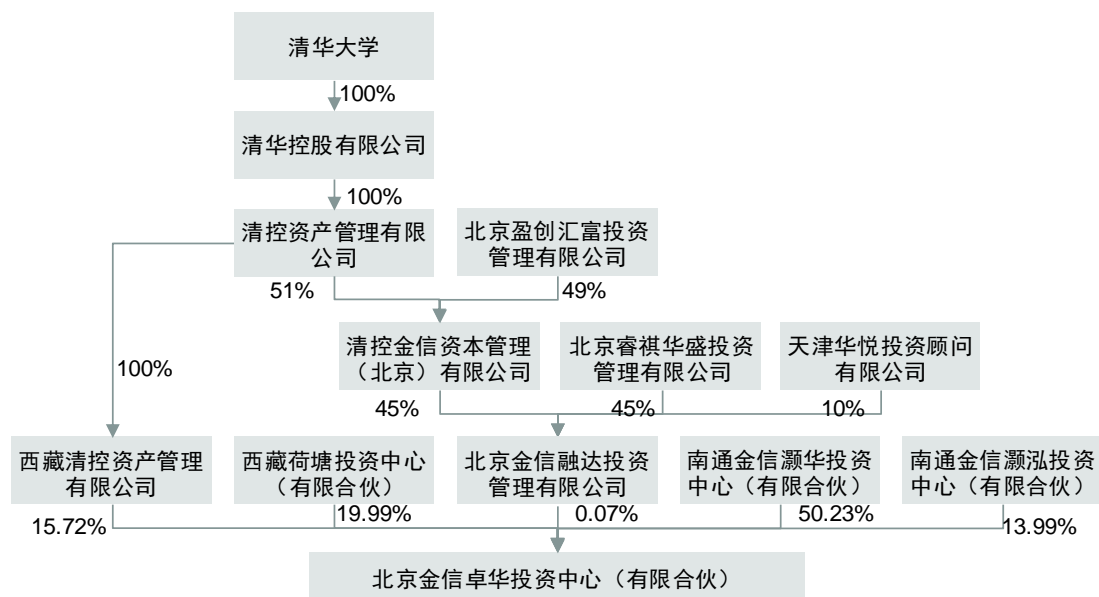 清华大学
100%
清华控股有限公司
100%
清控资产管理有限
公司
北京盈创汇富投资
管理有限公司
51%
49%
清控金信资本管理
（北京）有限公司
北京睿祺华盛投资
管理有限公司
天津华悦投资顾问
有限公司
100%
45%
45%
10%
西藏清控资产管理
有限公司
西藏荷塘投资中心
（有限合伙）
北京金信融达投资
管理有限公司
南通金信灏华投资
中心（有限合伙）
南通金信灏泓投资
中心（有限合伙）
15.72%
19.99%
0.07%
50.23%
13.99%
北京金信卓华投资中心（有限合伙）